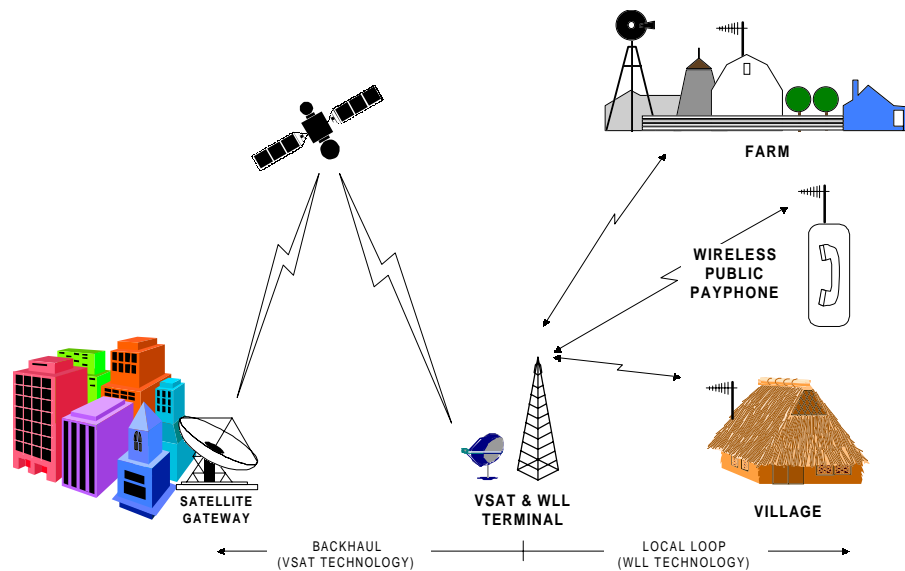 FARM
WIRELESS
PUBLIC
PAYPHONE
SATELLITE
GATEWAY
VSAT & WLL
TERMINAL
VILLAGE
BACKHAUL
(VSAT TECHNOLOGY)
LOCAL LOOP
(WLL TECHNOLOGY)